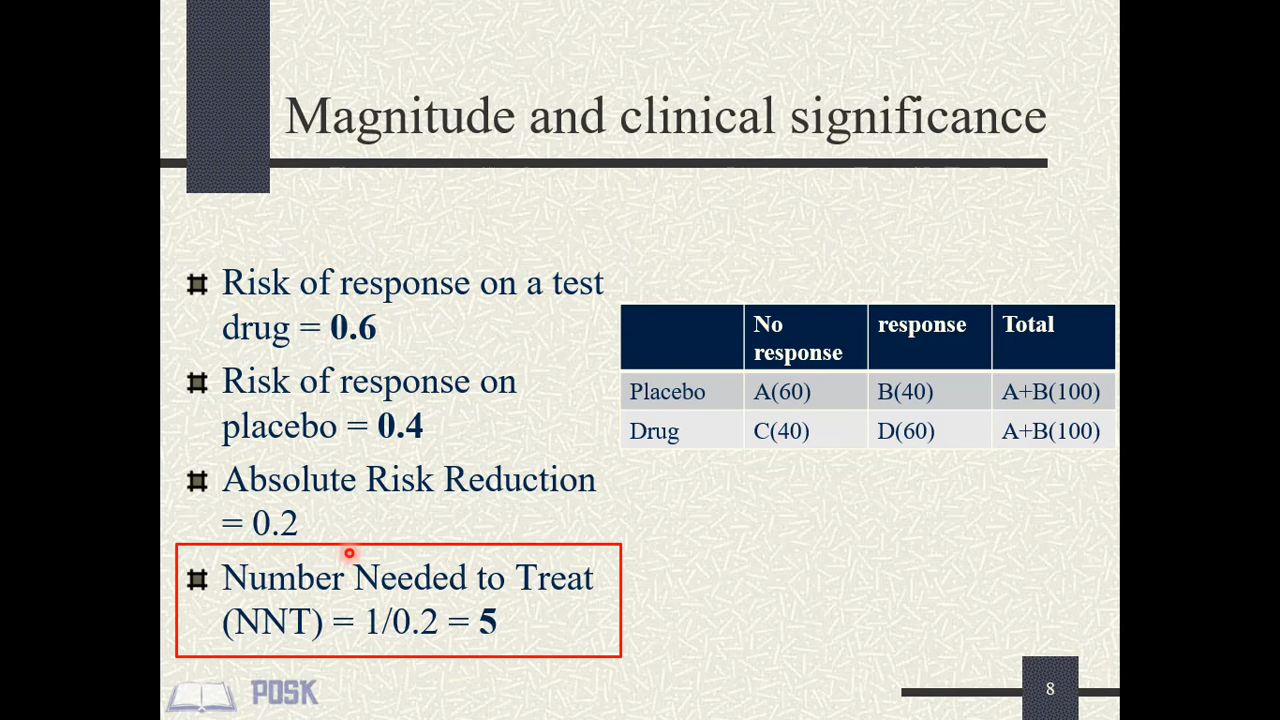 Magnitude and clinical significance
Risk of response on a test
drug = 0.6
Risk of response on
placebo = 0.4
Absolute Risk Reduction
= 0.2
Number Needed to Treat
(NNT) = 1/0.2 = 5
No response response Total
Placebo A(60) B(40) A+B(100)
Drug C(40) D(60) A+B(100)
POSK
8